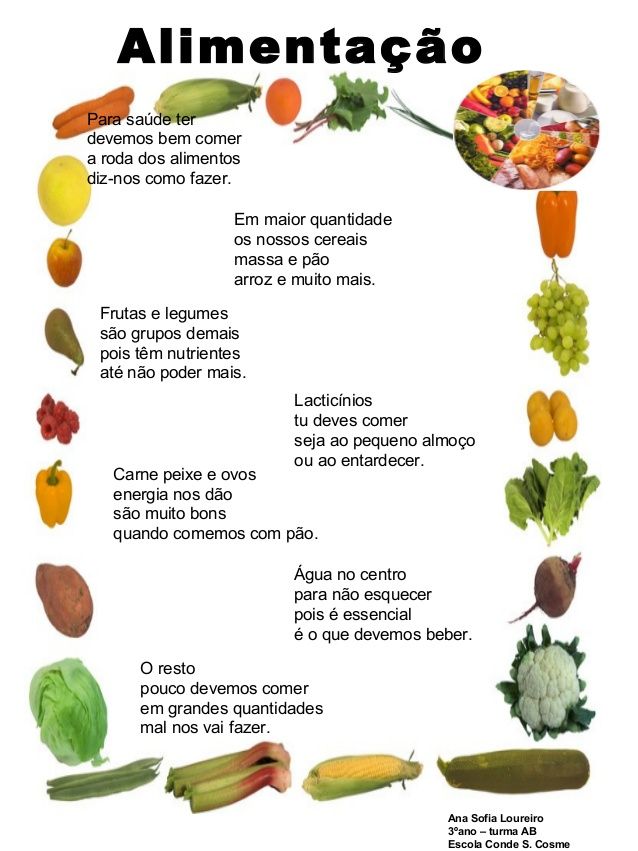 Alimentação
Para saúde ter
devemos bem comer
a roda dos alimentos
diz-nos como fazer.
Em maior quantidade
os nossos cereais
massa e pão
arroz e muito mais.
Frutas e legumes
são grupos demais
pois têm nutrientes
até não poder mais.
Lacticínios
tu deves comer
seja ao pequeno almoço
ou ao entardecer.
Carne peixe e ovos
energia nos dão
são muito bons
quando comemos com pão.
Água no centro
para não esquecer
pois é essencial
é o que devemos beber.
O resto
pouco devemos comer
em grandes quantidades
mal nos vai fazer.
Ana Sofia Loureiro
3ºano – turma AB
Escola Conde S. Cosme